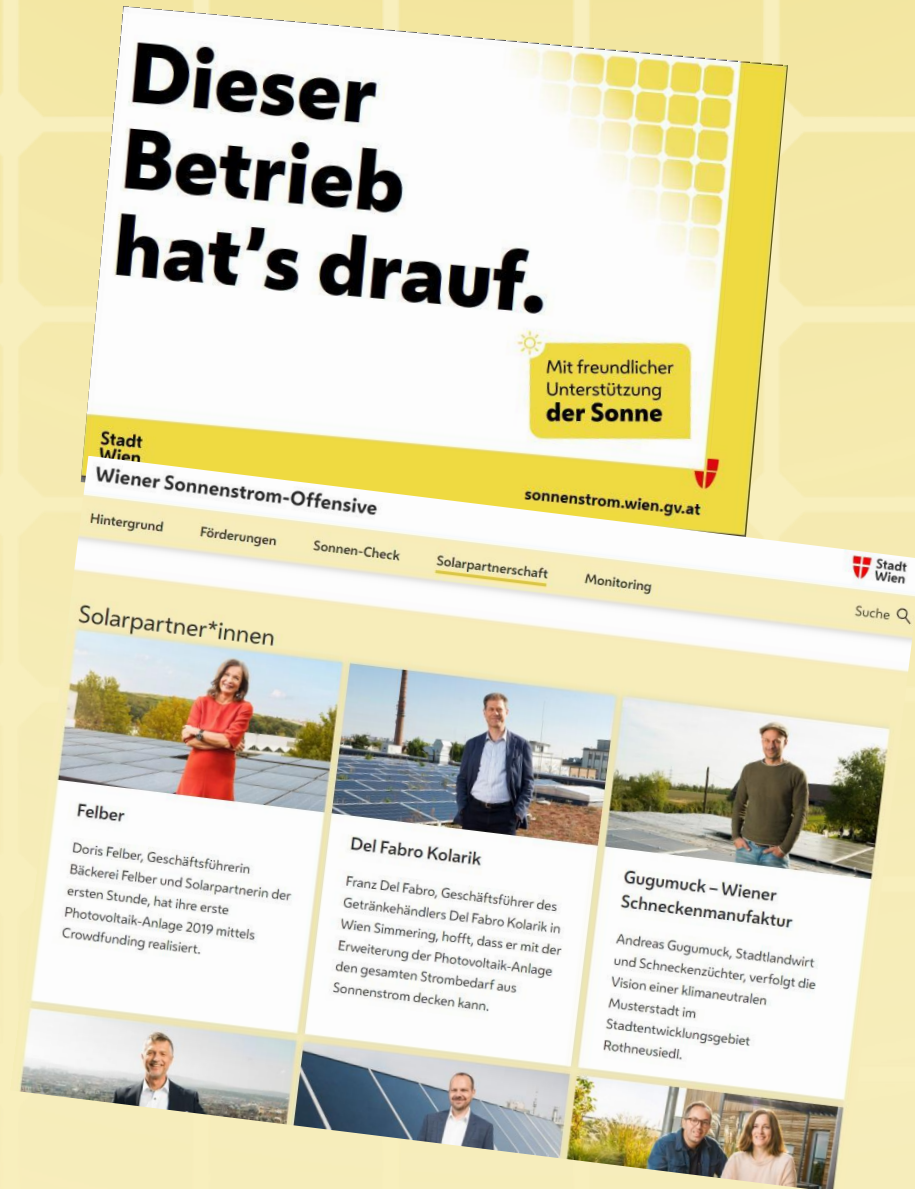 Dieser
Betrieb
hat's drauf.
Mit freundlicher
Unterstützung
der Sonne
Stadt
Wien
sonnenstrom.wien.gv.at
Wiener Sonnenstrom-Offensive
Stadt
Wien
Hintergrund Förderungen Sonnen-Check Solarpartnerschaft Monitoring
Suche
Solarpartner*innen
Felber
Doris Felber, Geschäftsführerin
Bäckerei Felber und Solarpartnerin der
ersten Stunde, hat ihre erste
Photovoltaik-Anlage 2019 mittels
Crowdfunding realisiert.
Del Fabro Kolarik
Franz Del Fabro, Geschäftsführer des
Getränkehändlers Del Fabro Kolarik in
Wien Simmering, hofft, dass er mit der
Erweiterung der Photovoltaik-Anlage
den gesamten Strombedarf aus
Sonnenstrom decken kann.
Gugumuck – Wiener
Schneckenmanufaktur
Andreas Gugumuck, Stadtlandwirt
und Schneckenzüchter, verfolgt die
Vision einer klimaneutralen
Musterstadt im
Stadtentwicklungsgebiet
Rothneusiedl.